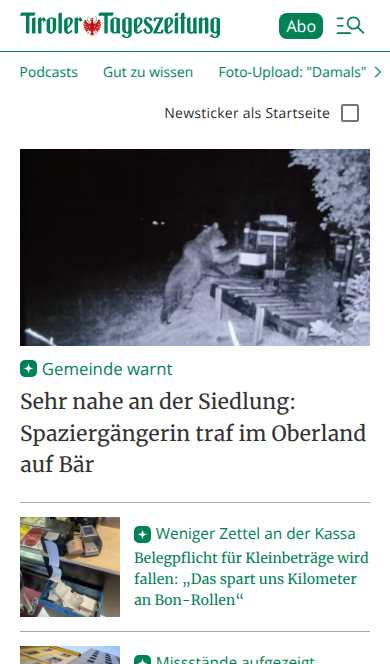 Tiroler Tageszeitung
Abo
Podcasts
Gut zu wissen
Foto-Upload: "Damals"
Newsticker als Startseite
Gemeinde warnt
Sehr nahe an der Siedlung:
Spaziergängerin traf im Oberland
auf Bär
Weniger Zettel an der Kassa
Belegpflicht für Kleinbeträge wird
fallen: „Das spart uns Kilometer
an Bon-Rollen“
Missstände aufgezeigt